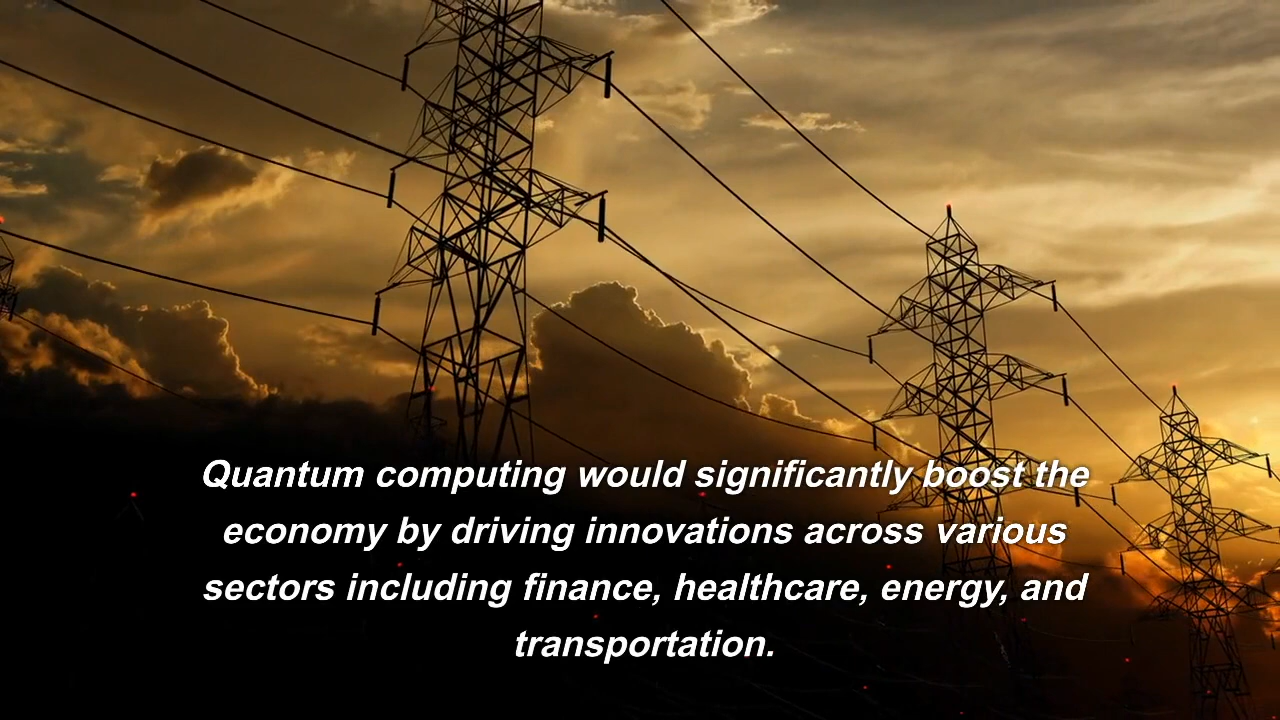 Quantum computing would significantly boost the
economy by driving innovations across various
sectors including finance, healthcare, energy, and
transportation.